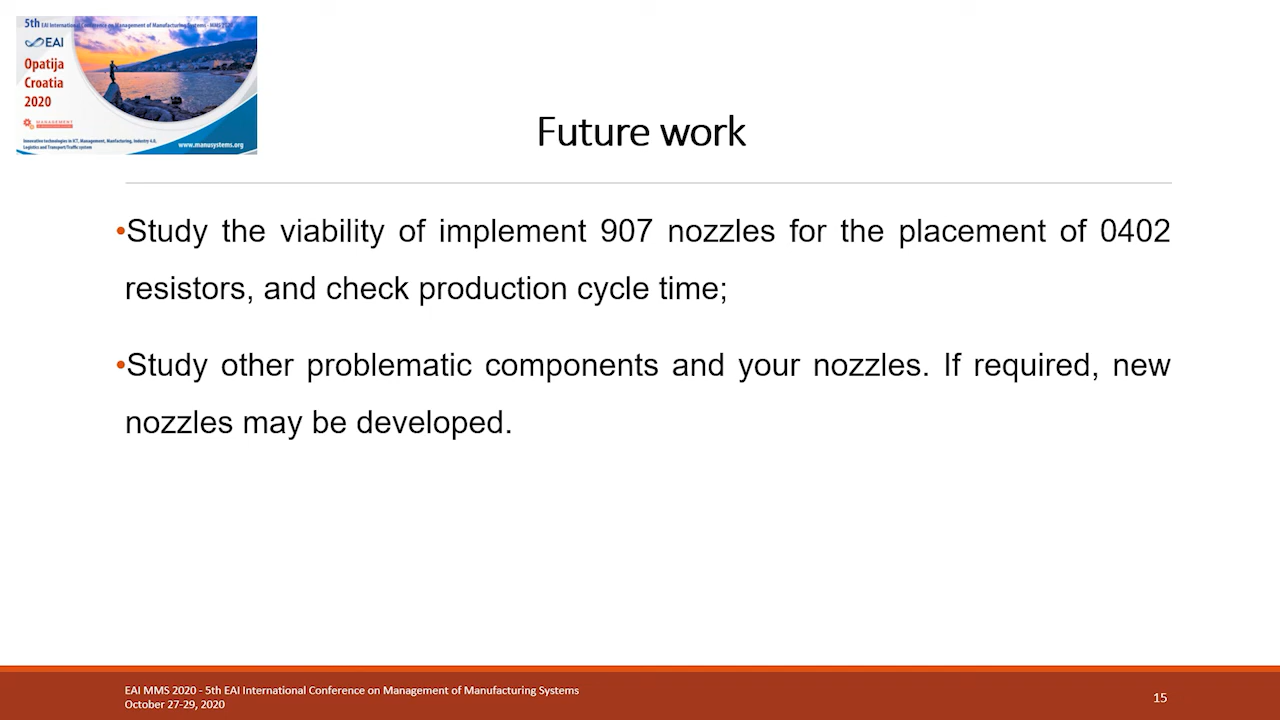 5th EAI International Conference on Management of Manufacturing Systems - MMS 2020
EAI
Opatija
Croatia
2020
MANAGEMENT
Innovative technologies in ICT, Management, Manfacturing, Industry 4.0,
Logistics and Transport/Traffic system
www.manusystems.org
Future work
•Study the viability of implement 907 nozzles for the placement of 0402
resistors, and check production cycle time;
•Study other problematic components and your nozzles. If required, new
nozzles may be developed.
EAI MMS 2020 - 5th EAI International Conference on Management of Manufacturing Systems
October 27-29, 2020
15